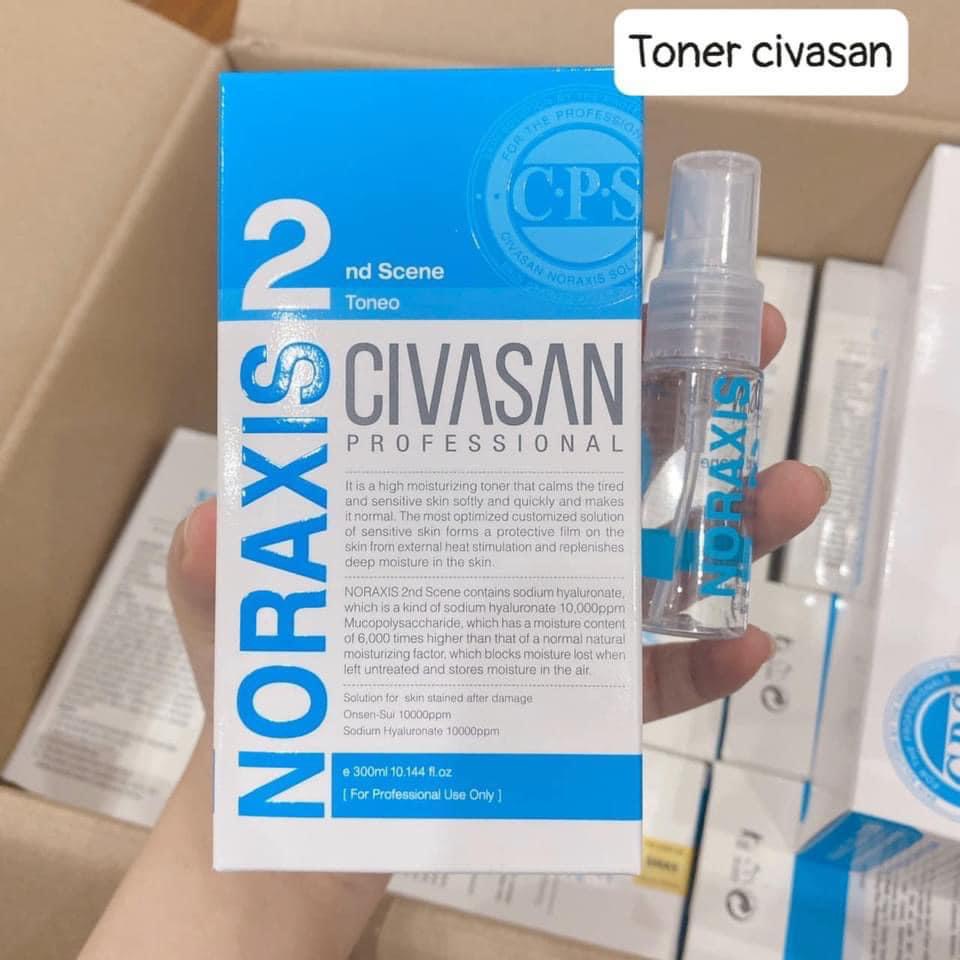 Toner civasan
FOR THE PROFESSION
C·P·S
CIVASAN NORAXIS SOL
2
nd Scene
Toneo
NORAXIS
CIVASAN
PROFESSIONAL
It is a high moisturizing toner that calms the tired
and sensitive skin softly and quickly and makes
it normal. The most optimized customized solution
of sensitive skin forms a protective film on the
skin from external heat stimulation and replenishes
deep moisture in the skin.
NORAXIS 2nd Scene contains sodium hyaluronate,
which is a kind of sodium hyaluronate 10,000ppm
Mucopolysaccharide, which has a moisture content
of 6,000 times higher than that of a normal natural
moisturizing factor, which blocks moisture lost when
left untreated and stores moisture in the air.
Solution for skin stained after damage
Onsen-Sui 10000ppm
Sodium Hyaluronate 10000ppm
e 300ml 10.144 fl.oz
[ For Professional Use Only ]
NORAXIS
CPS